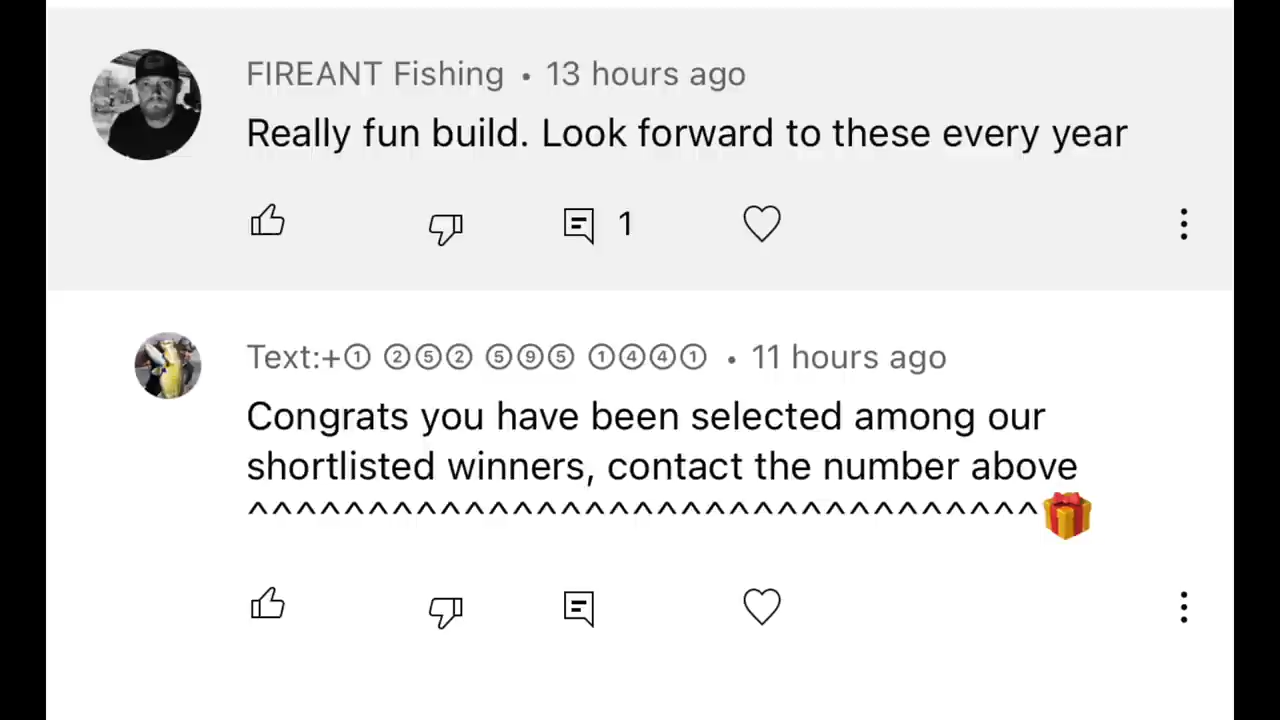 FIREANT Fishing • 13 hours ago
Really fun build. Look forward to these every year
1
Text:+① ②⑤② ⑤⑨⑤ ①④④① • 11 hours ago
Congrats you have been selected among our
shortlisted winners, contact the number above
^^^^^^^^^^^^^^^^^^^^^^^^^^^^^^^^^🎁